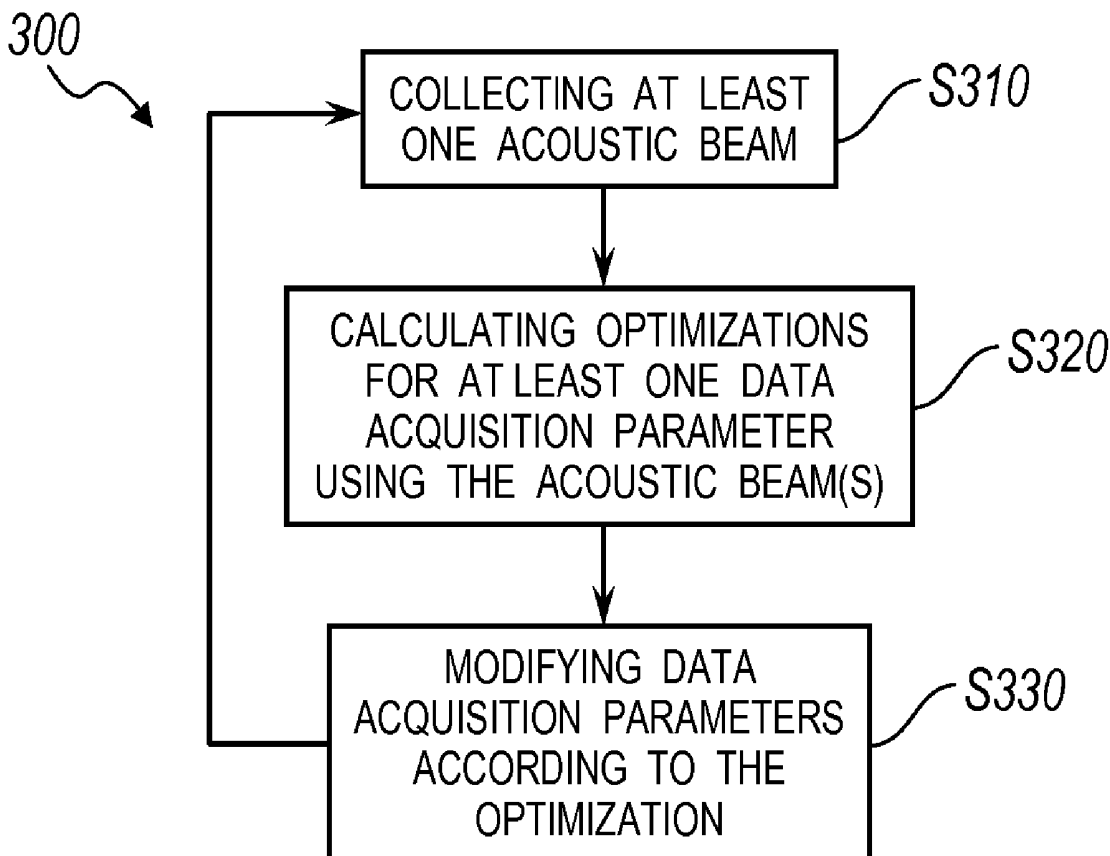 300
COLLECTING AT LEAST
ONE ACOUSTIC BEAM
S310
CALCULATING OPTIMIZATIONS
FOR AT LEAST ONE DATA
ACQUISITION PARAMETER
USING THE ACOUSTIC BEAM(S)
S320
MODIFYING DATA
ACQUISITION PARAMETERS
ACCORDING TO THE
OPTIMIZATION
S330